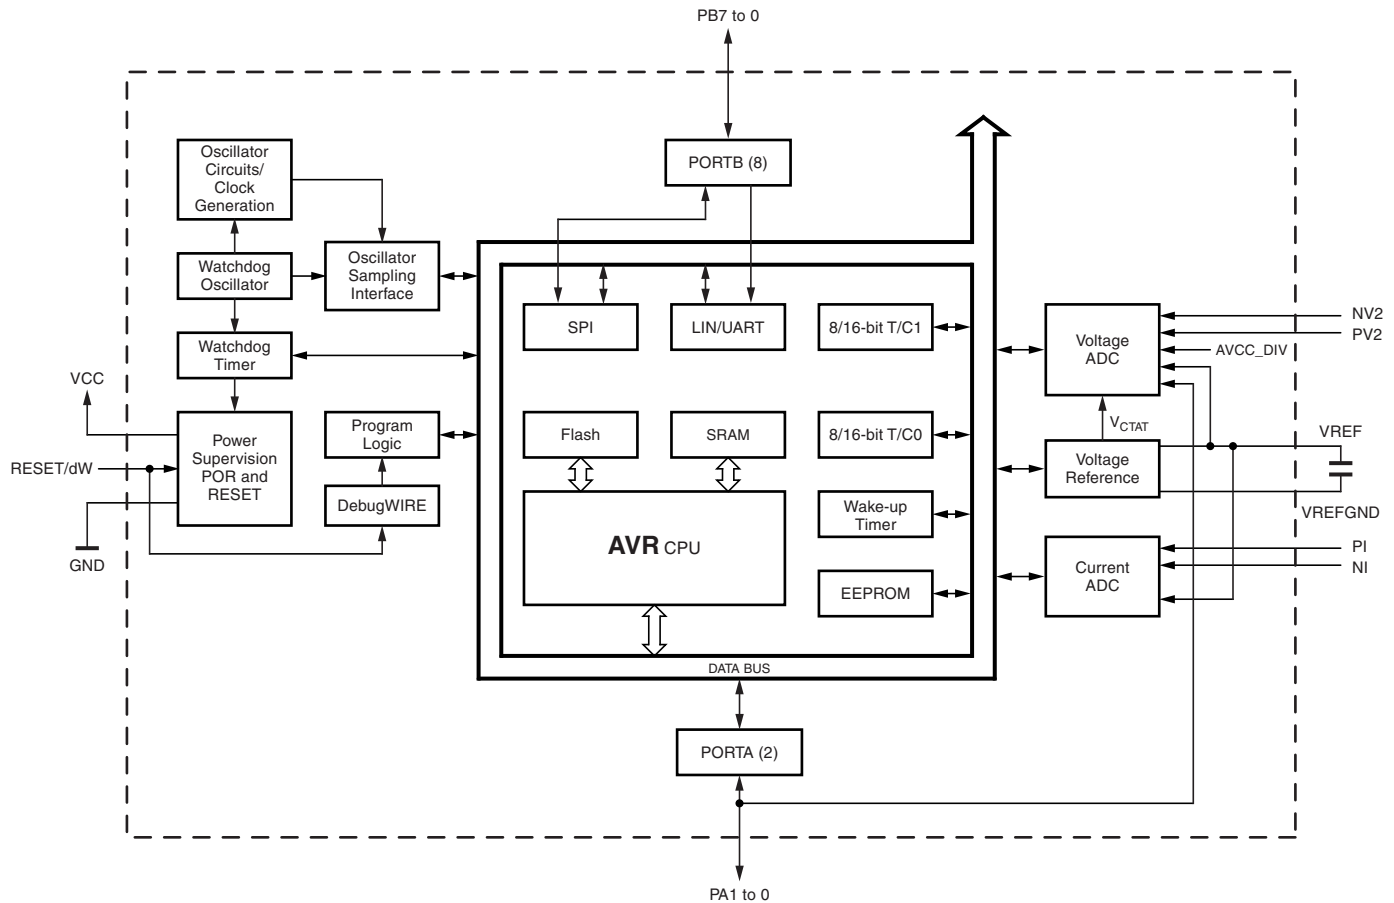 PB7 to 0
PORTB (8)
Oscillator
Circuits/
Clock
Generation
Watchdog
Oscillator
Oscillator
Sampling
Interface
Watchdog
Timer
VCC
RESET/dW
GND
Power
Supervision
POR and
RESET
Program
Logic
DebugWIRE
SPI
LIN/UART
8/16-bit T/C1
Flash
SRAM
8/16-bit T/C0
AVR CPU
Wake-up
Timer
EEPROM
DATA BUS
Voltage
ADC
NV2
PV2
AVCC_DIV
VCTAT
Voltage
Reference
VREF
VREFGND
Current
ADC
PI
NI
PORTA (2)
PA1 to 0